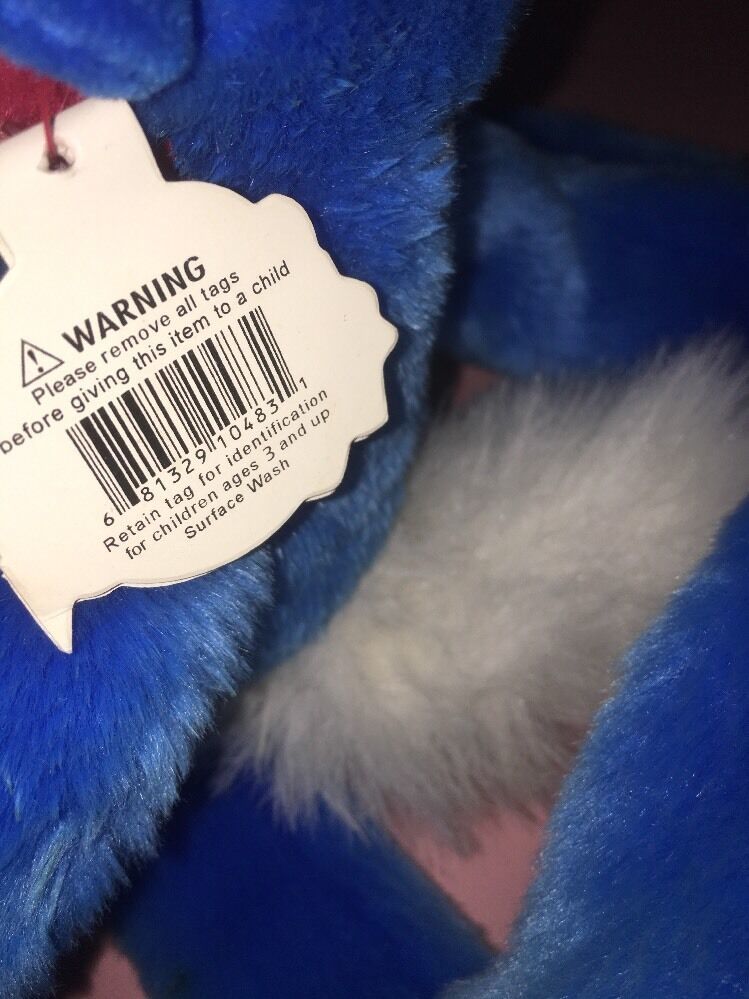 WARNING
Please remove all tags
before giving this item to a child
6 81329 10483 1
Retain tag for identification
for children ages 3 and up
Surface Wash